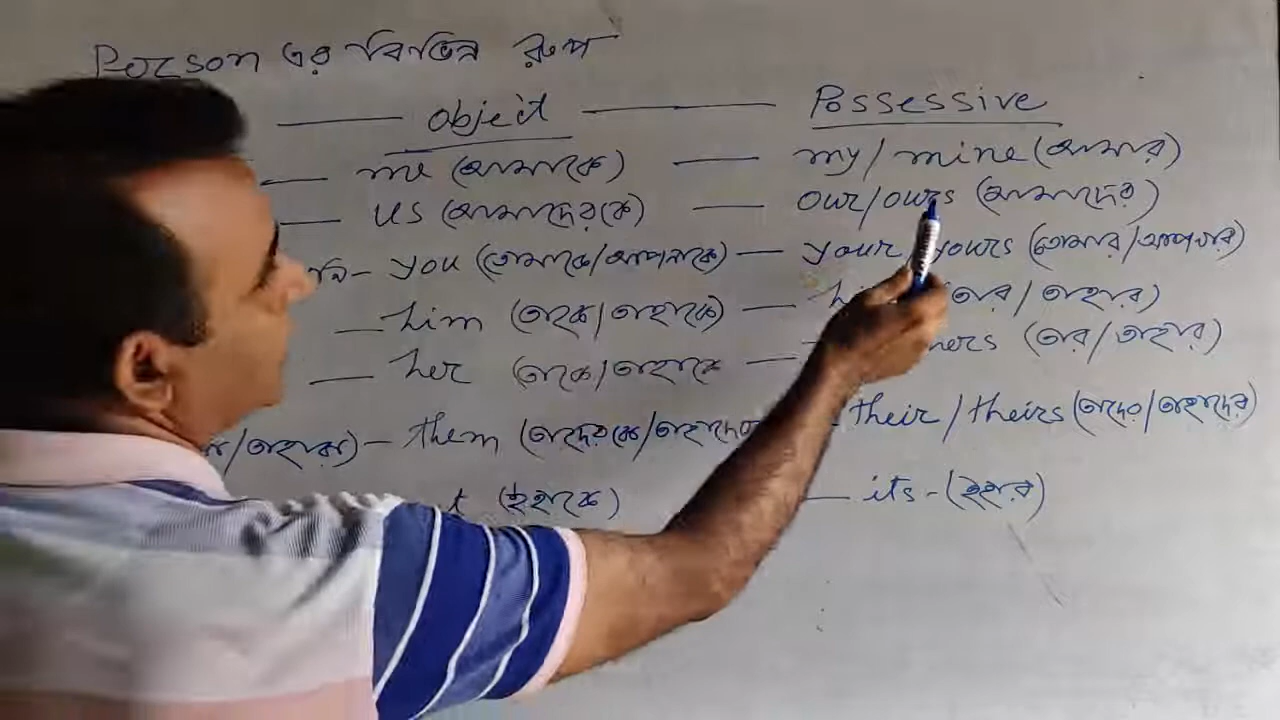 Person এর বিভিন্ন রুপ
object — Possessive
— me (আমাকে) — my/mine (আমার)
— us (আমাদেরকে) — our/ours (আমাদের)
– you (তোমাকে/আপনাকে) — your/yours (তোমার/আপনার)
— him (তাকে/তাহাকে) — (তার/তাহার)
— her (তাকে/তাহাকে — hers (তার/তাহার)
/তাহারা) – them (তাদেরকে/তাহাদের their/theirs (তাদের/তাহাদের)
(ইহাকে) — its - (ইহার)